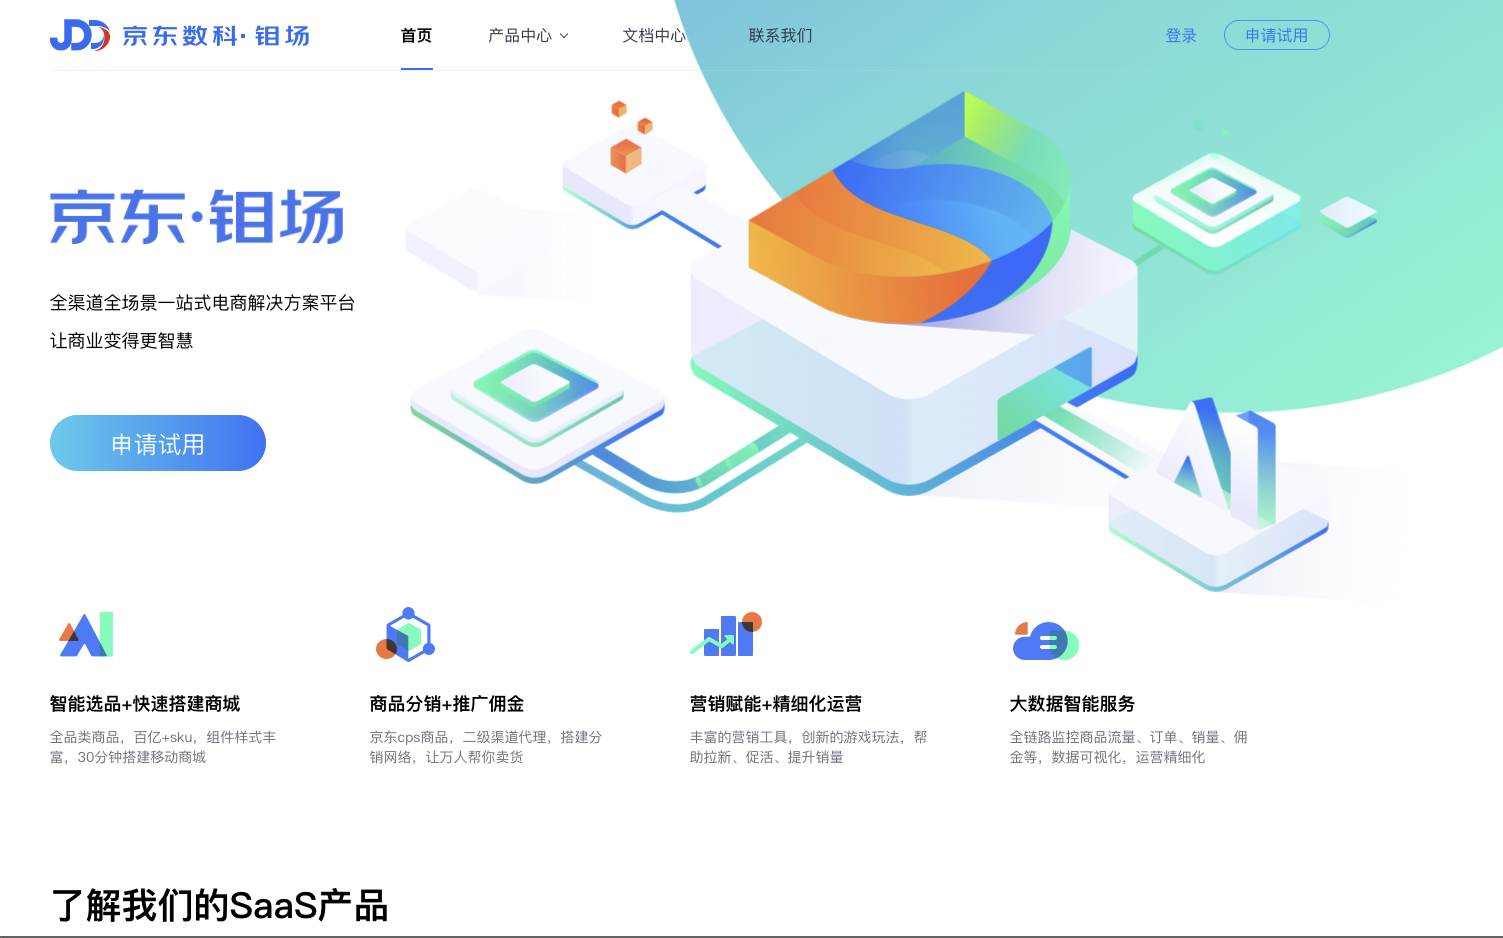 JDD 京东数科·钼场
首页 产品中心 文档中心 联系我们 登录 申请试用
京东·钼场
全渠道全场景一站式电商解决方案平台
让商业变得更智慧
申请试用
AI
AI
智能选品+快速搭建商城
全品类商品，百亿+sku，组件样式丰
富，30分钟搭建移动商城
商品分销+推广佣金
京东cps商品，二级渠道代理，搭建分
销网络，让万人帮你卖货
营销赋能+精细化运营
丰富的营销工具，创新的游戏玩法，帮
助拉新、促活、提升销量
大数据智能服务
全链路监控商品流量、订单、销量、佣
金等，数据可视化，运营精细化
了解我们的SaaS产品